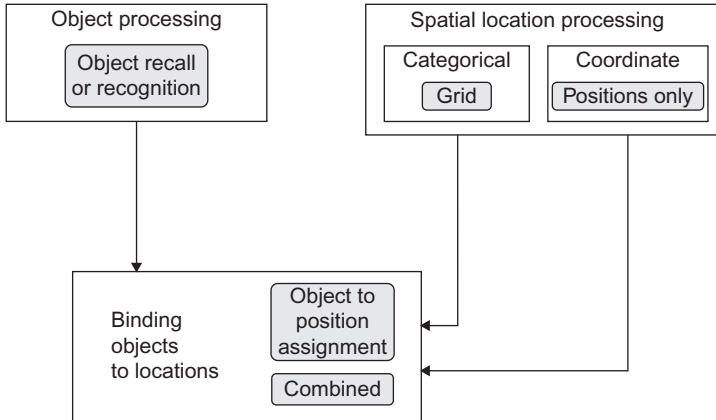 Object processing
Object recall
or recognition
Spatial location processing
Categorical
Grid
Coordinate
Positions only
Binding
objects
to locations
Object to
position
assignment
Combined